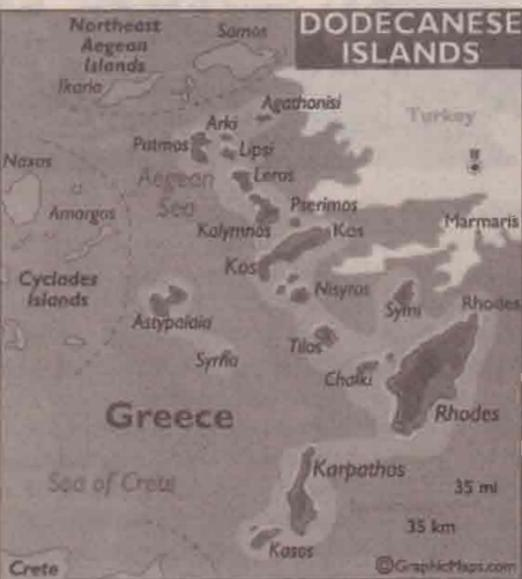 DODECANESE
ISLANDS
Northeast
Aegean
Islands
Samos
Ikaria
Agathonisi
Turkey
Arki
Patmos
Lipsi
Naxos
Leros
Aegean
Sea
Amorgos
Pserimos
Kalymnos
Kos
Marmaris
Kos
Cyclades
Islands
Nisyros
Symi
Rhodes
Astypalaia
Tilos
Syrna
Chalki
Greece
Rhodes
Karpathos
Sea of Crete
35 mi
35 km
Kasos
Crete
©GraphicMaps.com